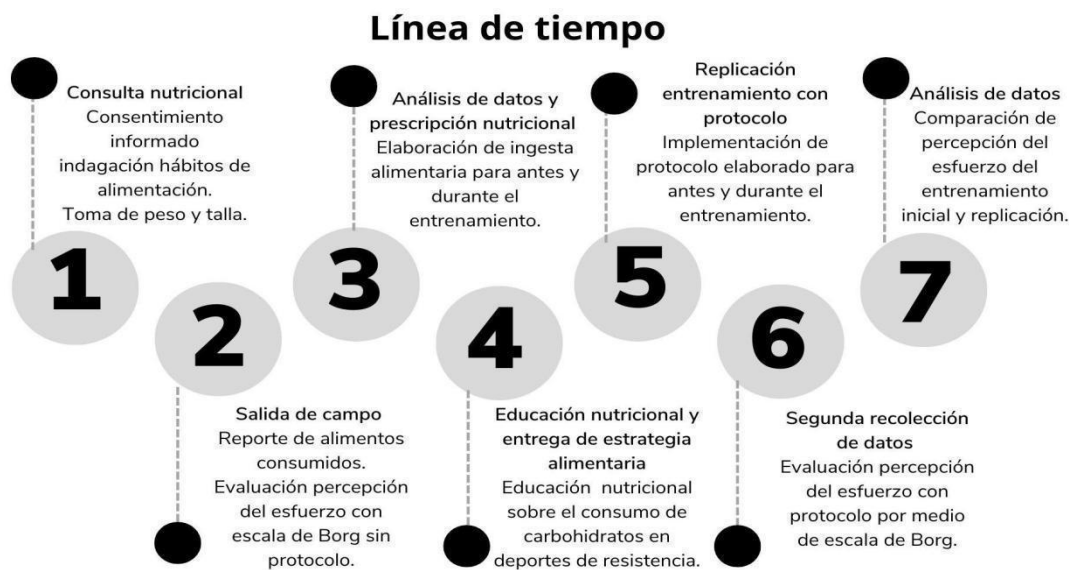 Línea de tiempo
1
Consulta nutricional
Consentimiento
informado
indagación hábitos de
alimentación.
Toma de peso y talla.
2
Salida de campo
Reporte de alimentos
consumidos.
Evaluación percepción
del esfuerzo con
escala de Borg sin
protocolo.
3
Análisis de datos y
prescripción nutricional
Elaboración de ingesta
alimentaria para antes y
durante el
entrenamiento.
4
Educación nutricional y
entrega de estrategia
alimentaria
Educación nutricional
sobre el consumo de
carbohidratos en
deportes de resistencia.
5
Replicación
entrenamiento con
protocolo
Implementación de
protocolo elaborado para
antes y durante el
entrenamiento.
6
Segunda recolección
de datos
Evaluación percepción
del esfuerzo con
protocolo por medio
de escala de Borg.
7
Análisis de datos
Comparación de
percepción del
esfuerzo del
entrenamiento
inicial y replicación.